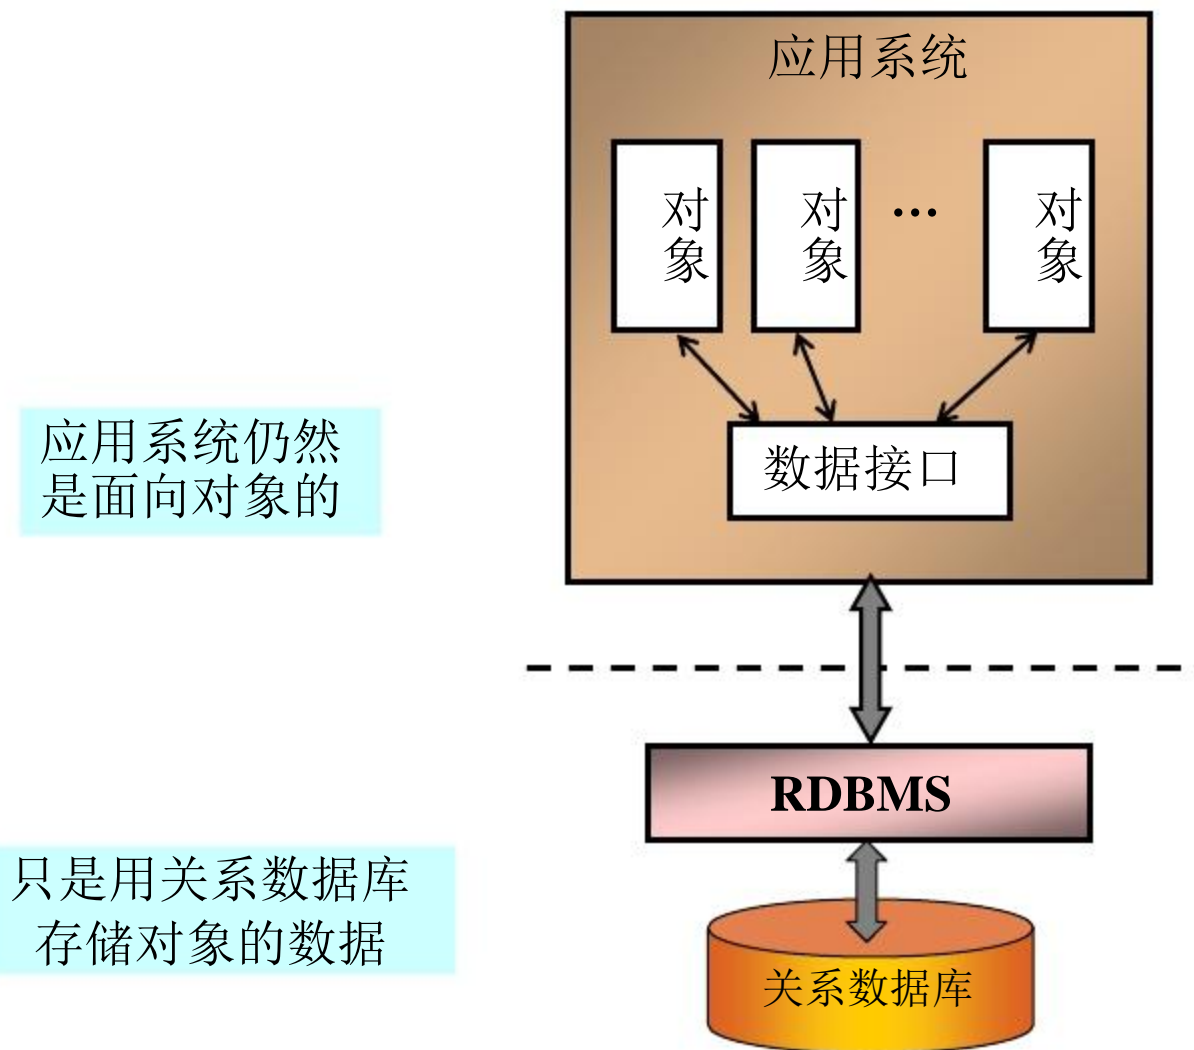 应用系统
对
象
对
象
…
对
象
数据接口
应用系统仍然
是面向对象的
RDBMS
只是用关系数据库
存储对象的数据
关系数据库